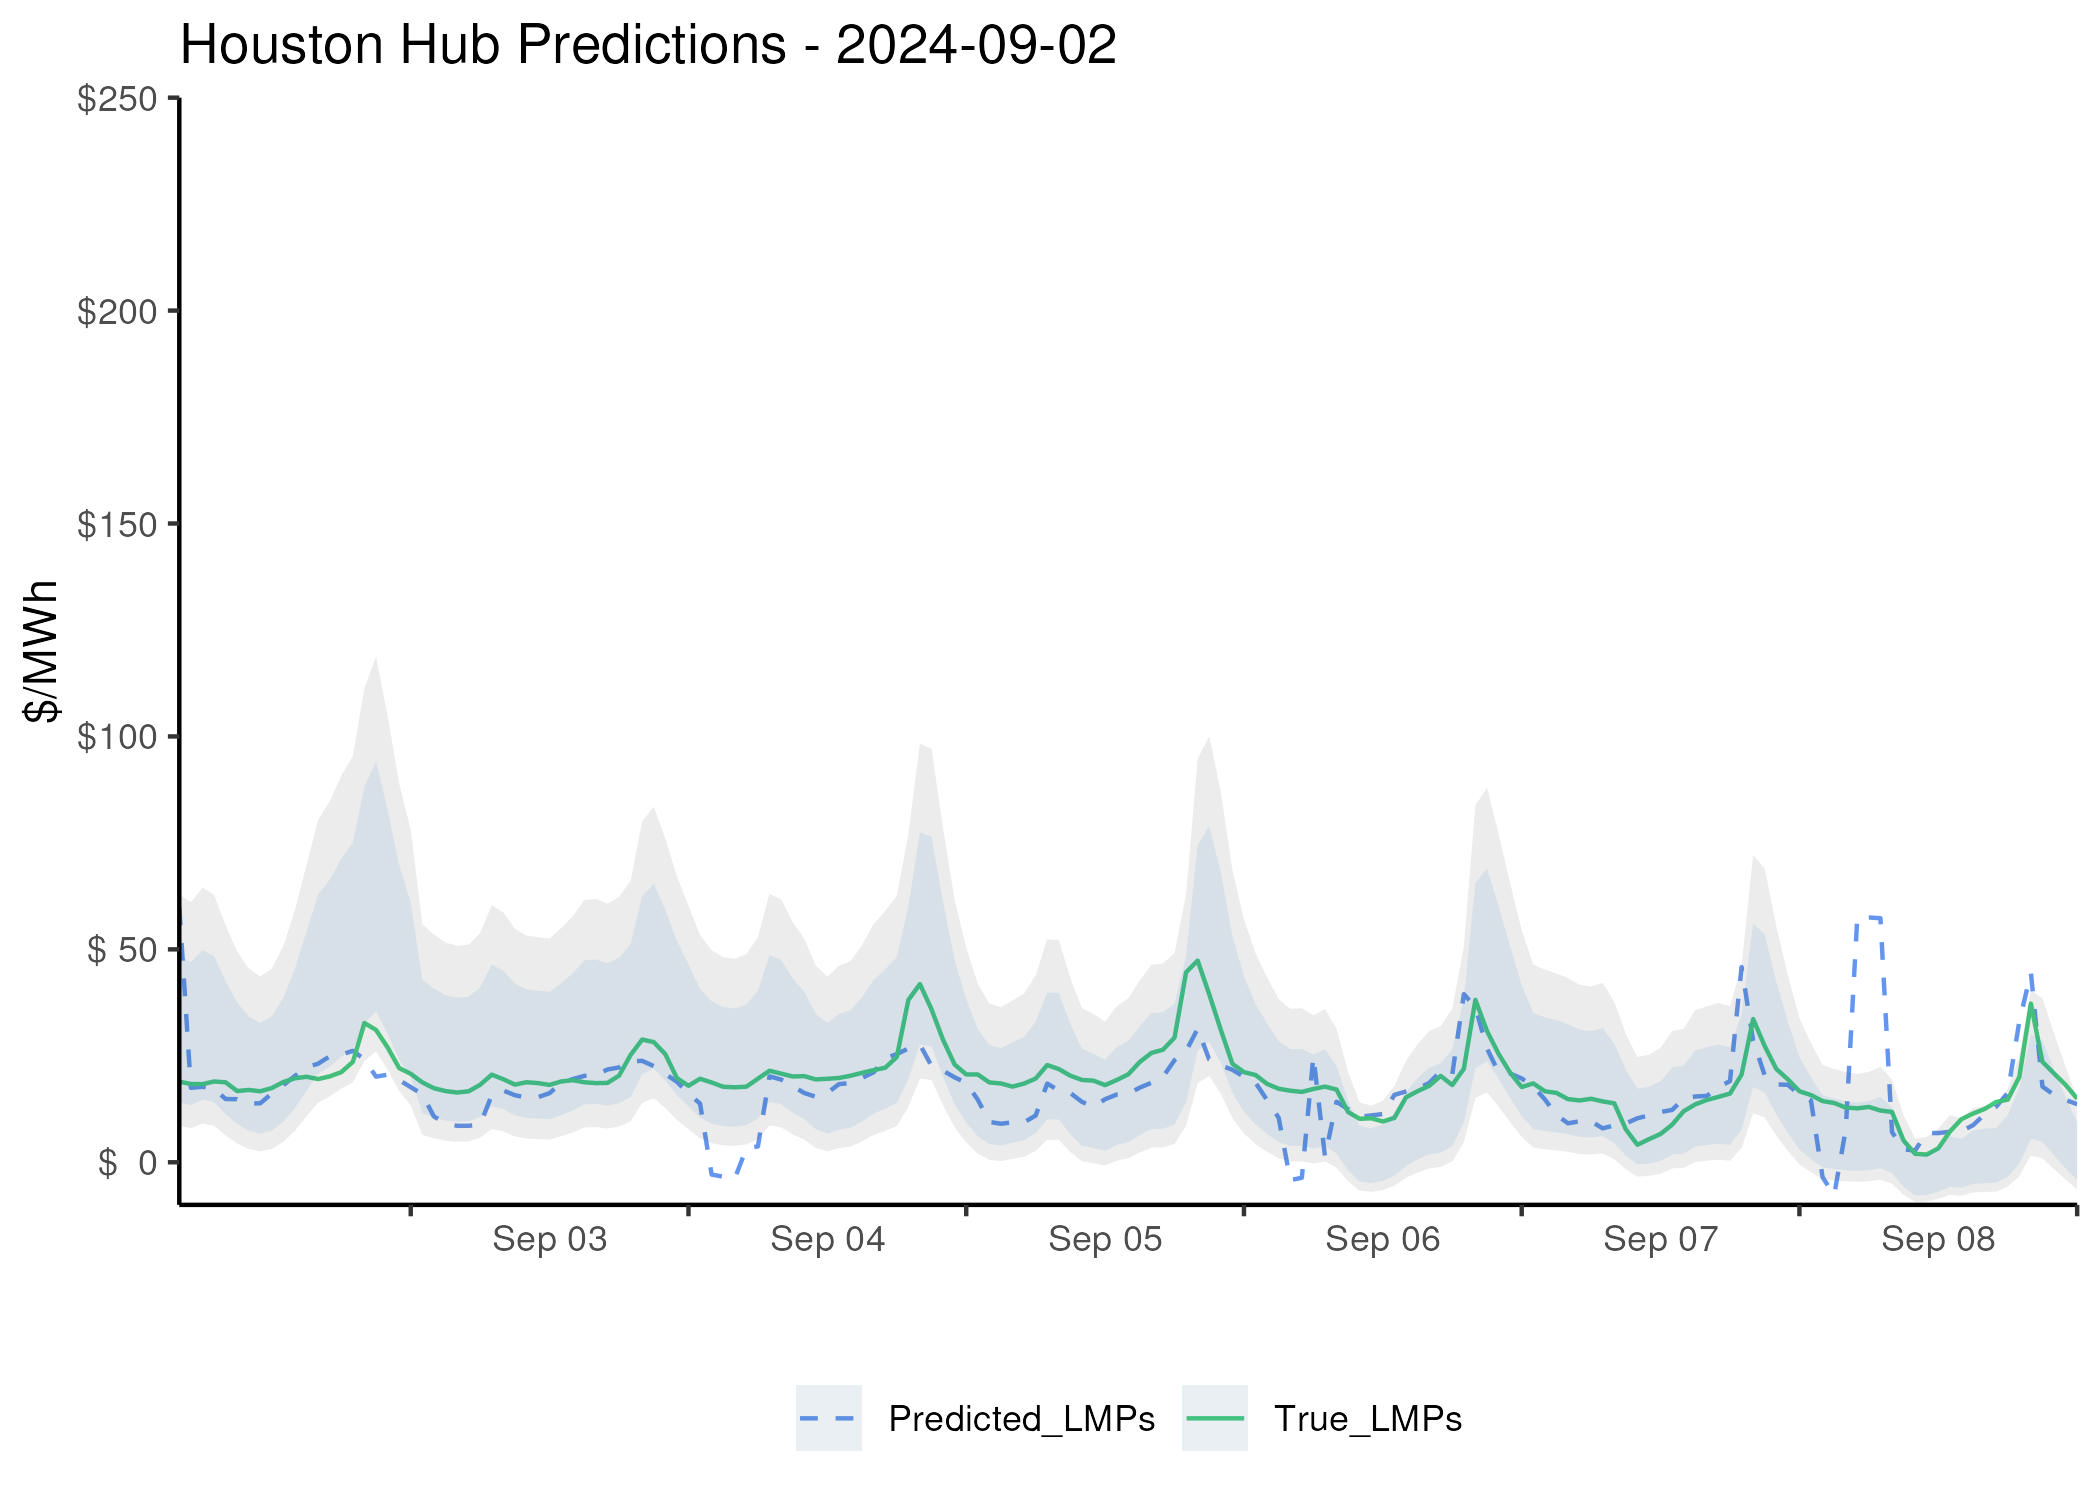 Houston Hub Predictions - 2024-09-02
$250
$200
$150
$100
$ 50
$  0
$/MWh
Sep 03
Sep 04
Sep 05
Sep 06
Sep 07
Sep 08
Predicted_LMPs
True_LMPs